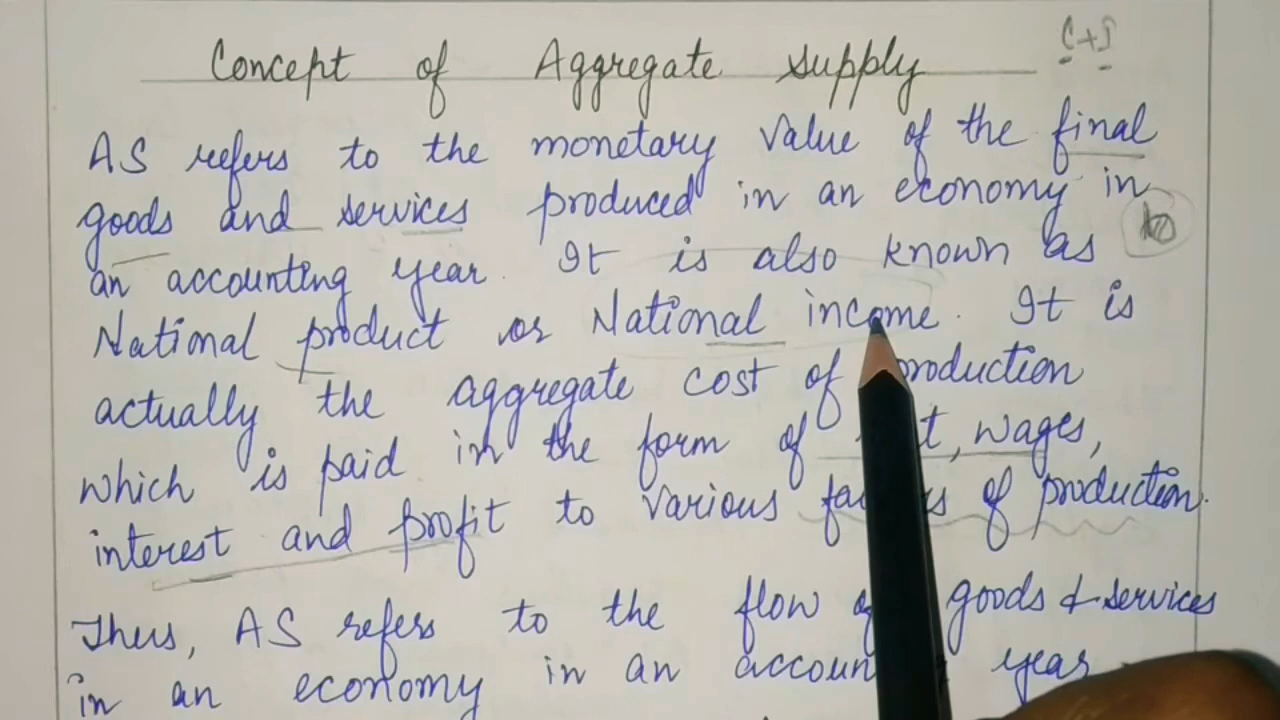 Concept of Aggregate Supply C+S
AS refers to the monetary value of the final
goods and services produced in an economy in
an accounting year. It is also known as
National product or National income. It is
actually the aggregate cost of production
which is paid in the form of wages,
interest and profit to various of production.
Thus, AS refers to the flow goods & services
in an economy in an year